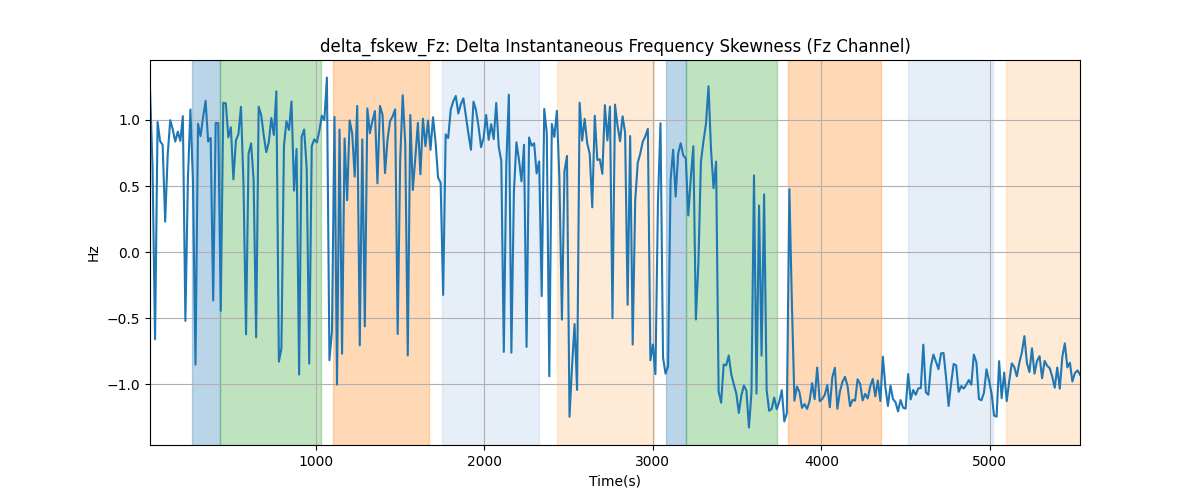 delta_fskew_Fz: Delta Instantaneous Frequency Skewness (Fz Channel)
1.0
0.5
0.0
−0.5
−1.0
Hz
1000 2000 3000 4000 5000
Time(s)